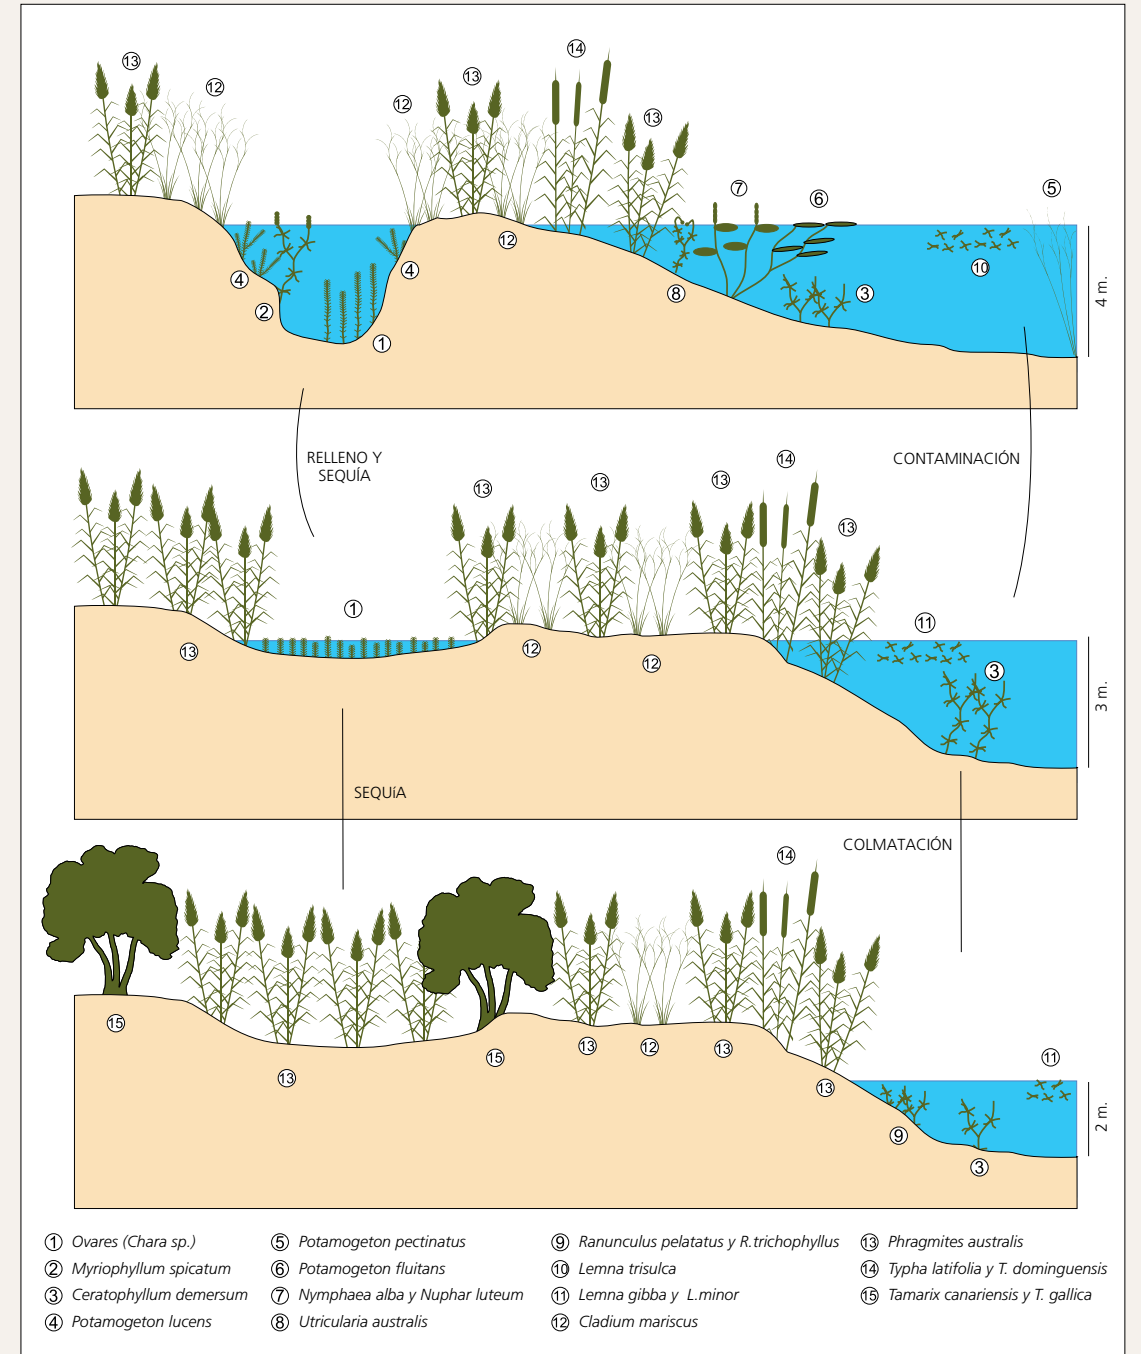 13
12
12
13
14
13
7
6
5
12
4
4
10
8
3
2
1
4 m.
RELLENO Y
SEQUÍA
CONTAMINACIÓN
13
13
13
14
13
1
11
13
12
12
3
3 m.
SEQUíA
COLMATACIÓN
14
15
13
15
13
12
13
13
11
9
3
2 m.
1 Ovares (Chara sp.)
2 Myriophyllum spicatum
3 Ceratophyllum demersum
4 Potamogeton lucens
5 Potamogeton pectinatus
6 Potamogeton fluitans
7 Nymphaea alba y Nuphar luteum
8 Utricularia australis
9 Ranunculus pelatatus y R.trichophyllus
10 Lemna trisulca
11 Lemna gibba y L.minor
12 Cladium mariscus
13 Phragmites australis
14 Typha latifolia y T. dominguensis
15 Tamarix canariensis y T. gallica